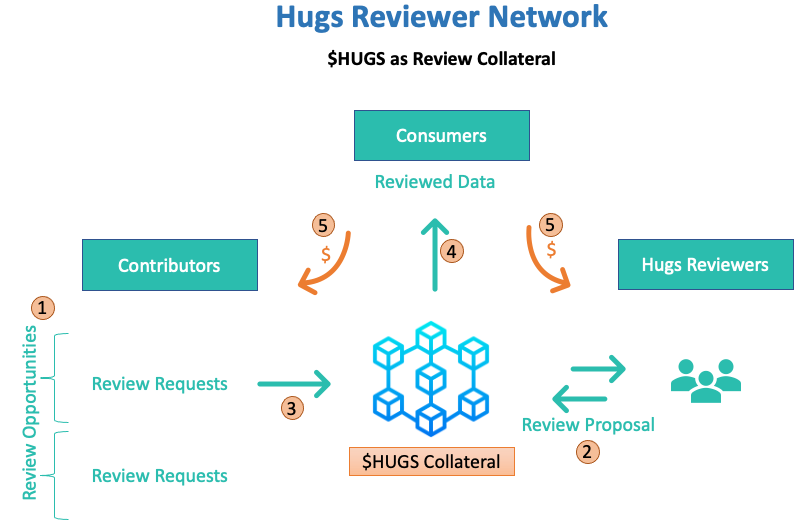 Hugs Reviewer Network
$HUGS as Review Collateral
Consumers
Reviewed Data
5
$
4
5
$
Contributors
Hugs Reviewers
1
Review Opportunities
Review Requests
3
Review Proposal
2
$HUGS Collateral
Review Requests